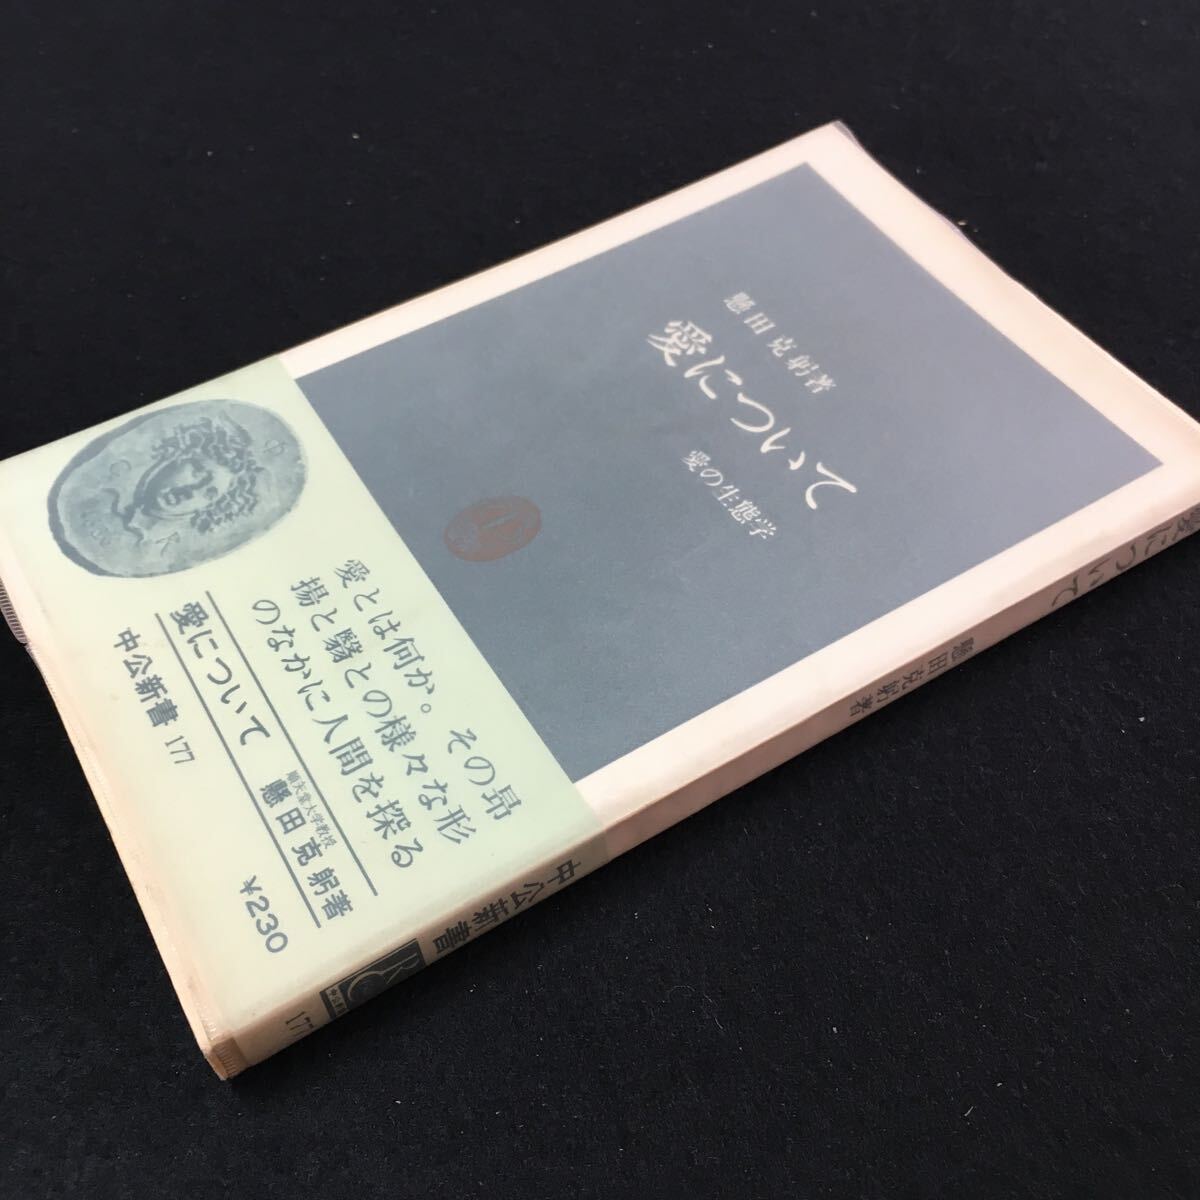 懸田克躬著
愛について
愛の生態学
愛とは何か。その昂
揚と翳との様々な形
のなかに人間を探る
順天堂大学教授
愛について 懸田克躬著
中公新書 177
¥230
愛について
懸田克躬著
中公新書
177